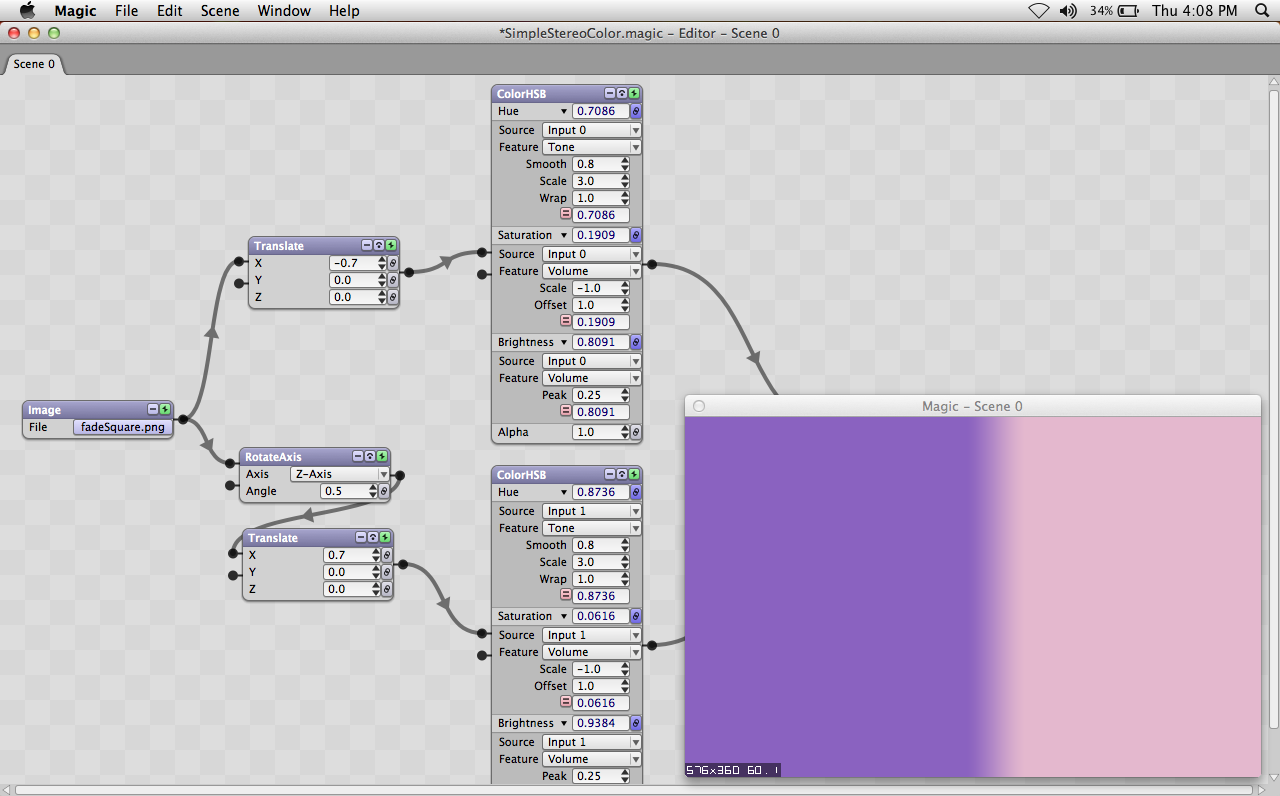 Magic File Edit Scene Window Help 34% Thu 4:08 PM
*SimpleStereoColor.magic – Editor – Scene 0
Scene 0
Image
File fadeSquare.png
Translate
X -0.7
Y 0.0
Z 0.0
RotateAxis
Axis Z-Axis
Angle 0.5
Translate
X 0.7
Y 0.0
Z 0.0
ColorHSB
Hue 0.7086
Source Input 0
Feature Tone
Smooth 0.8
Scale 3.0
Wrap 1.0
= 0.7086
Saturation 0.1909
Source Input 0
Feature Volume
Scale -1.0
Offset 1.0
= 0.1909
Brightness 0.8091
Source Input 0
Feature Volume
Peak 0.25
= 0.8091
Alpha 1.0
ColorHSB
Hue 0.8736
Source Input 1
Feature Tone
Smooth 0.8
Scale 3.0
Wrap 1.0
= 0.8736
Saturation 0.0616
Source Input 1
Feature Volume
Scale -1.0
Offset 1.0
= 0.0616
Brightness 0.9384
Source Input 1
Feature Volume
Peak 0.25
Magic – Scene 0
576x360 60.1